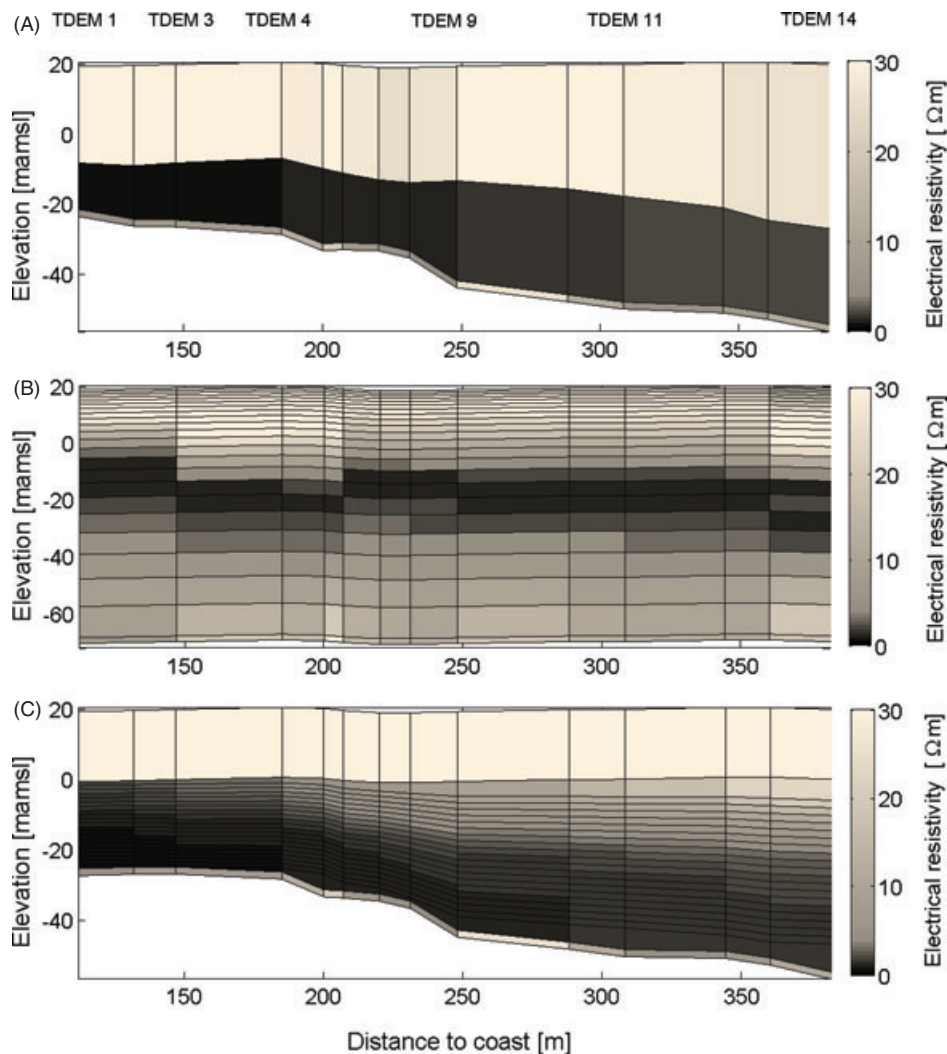 TDEM 1 TDEM 3 TDEM 4 TDEM 9 TDEM 11 TDEM 14
(A)
20
0
-20
-40
Elevation [mamsl]
150 200 250 300 350
30
20
10
0
Electrical resistivity [Ωm]
(B)
20
0
-20
-40
-60
Elevation [mamsl]
150 200 250 300 350
30
20
10
0
Electrical resistivity [Ωm]
(C)
20
0
-20
-40
Elevation [mamsl]
150 200 250 300 350
30
20
10
0
Electrical resistivity [Ωm]
Distance to coast [m]